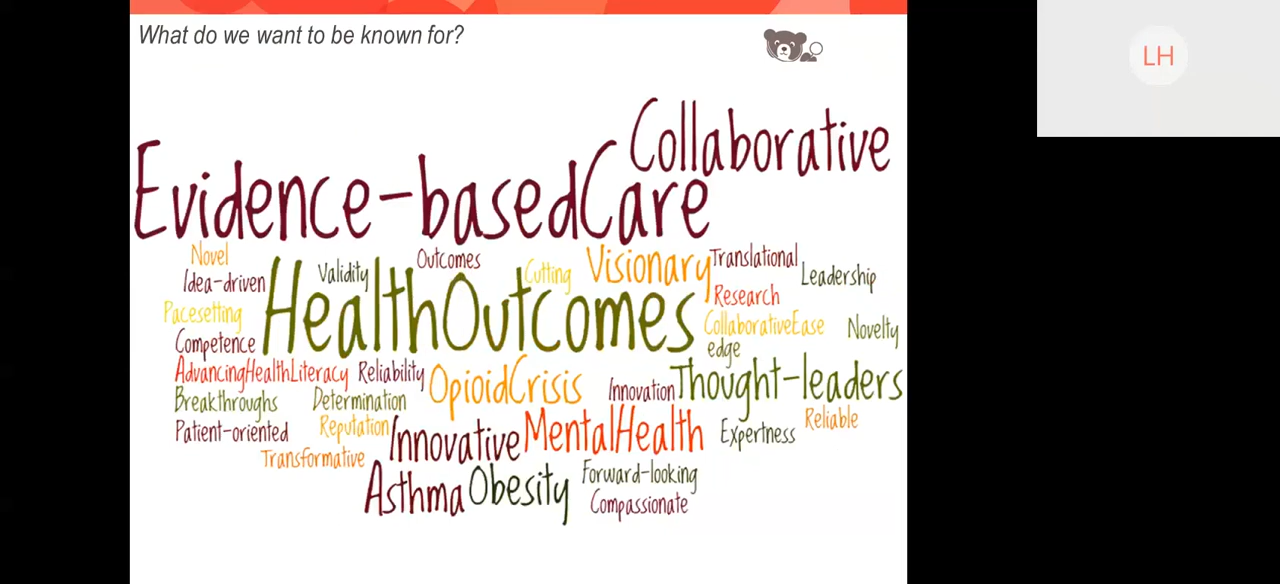 What do we want to be known for?
LH
Collaborative
Evidence-basedCare
Novel
Outcomes
Cutting
Visionary
Translational
Leadership
Idea-driven
Validity
HealthOutcomes
Research
Pacesetting
CollaborativeEase
Novelty
Competence
edge
AdvancingHealthLiteracy
Reliability
OpioidCrisis
Innovation
Thought-leaders
Breakthroughs
Determination
Patient-oriented
Reputation
Innovative
MentalHealth
Expertness
Reliable
Transformative
Asthma
Obesity
Forward-looking
Compassionate